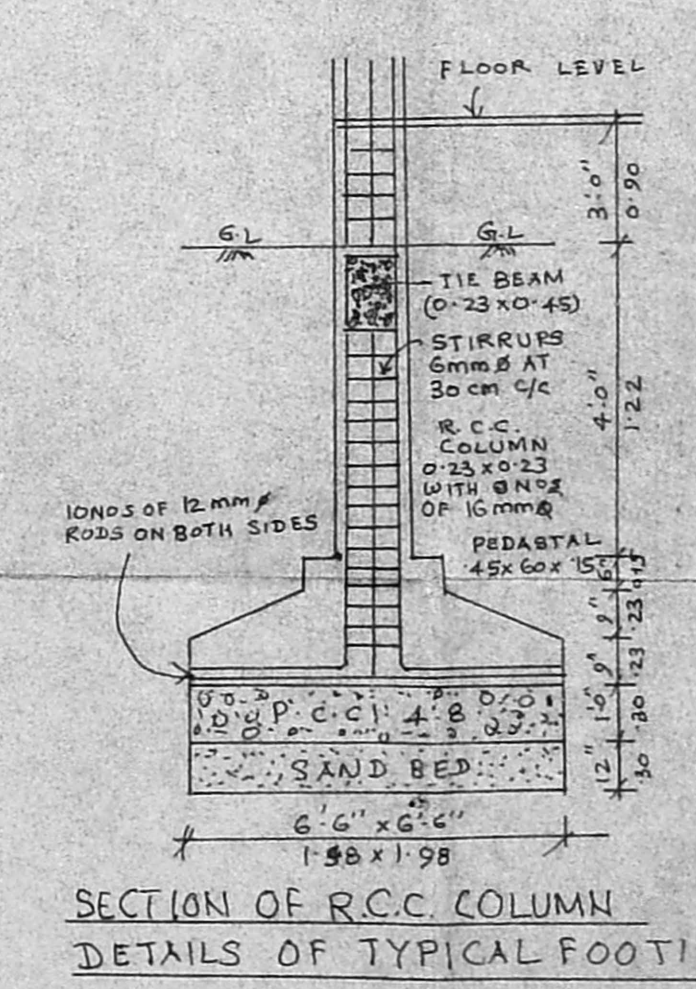 FLOOR LEVEL
3'.0"
0.90
G.L
G.L
TIE BEAM
(0.23 x 0.45)
STIRRUPS
6mm Ø AT
30 cm c/c
4'.0"
1.22
R.C.C.
COLUMN
0.23 x 0.23
WITH 8 NOS
OF 16 mm Ø
10 NOS OF 12 mm Ø
RODS ON BOTH SIDES
PEDASTAL
.45 x 60 x .15
6"
0.15
9"
.23
9"
.23
P.C.C 1:4:8
1'.0"
.30
SAND BED
12"
30
6'-6" x 6'-6"
1.98 x 1.98
SECTION OF R.C.C. COLUMN
DETAILS OF TYPICAL FOOTI